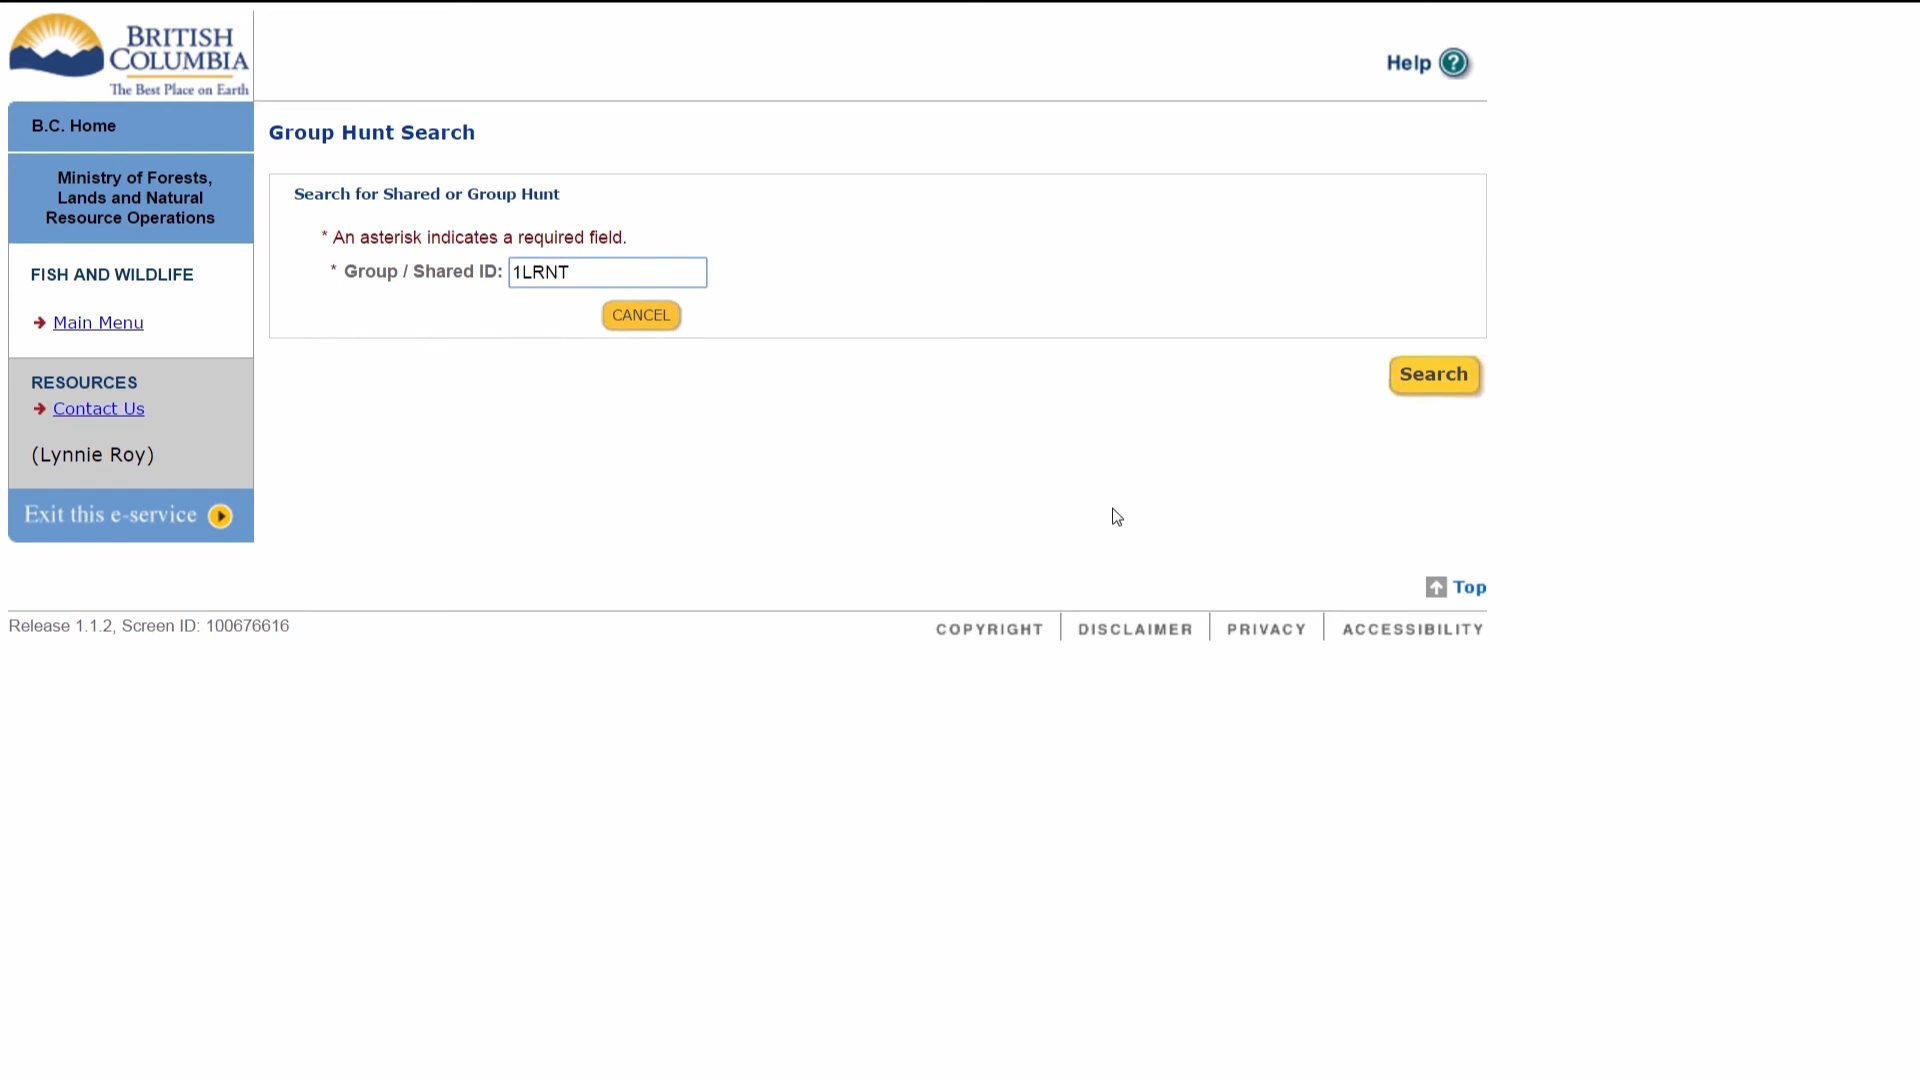 BRITISH
COLUMBIA
The Best Place on Earth
Help ?
B.C. Home
Ministry of Forests,
Lands and Natural
Resource Operations
FISH AND WILDLIFE
Main Menu
RESOURCES
Contact Us
(Lynnie Roy)
Exit this e-service
Group Hunt Search
Search for Shared or Group Hunt
* An asterisk indicates a required field.
* Group / Shared ID: 1LRNT
CANCEL
Search
Top
Release 1.1.2, Screen ID: 100676616
COPYRIGHT DISCLAIMER PRIVACY ACCESSIBILITY